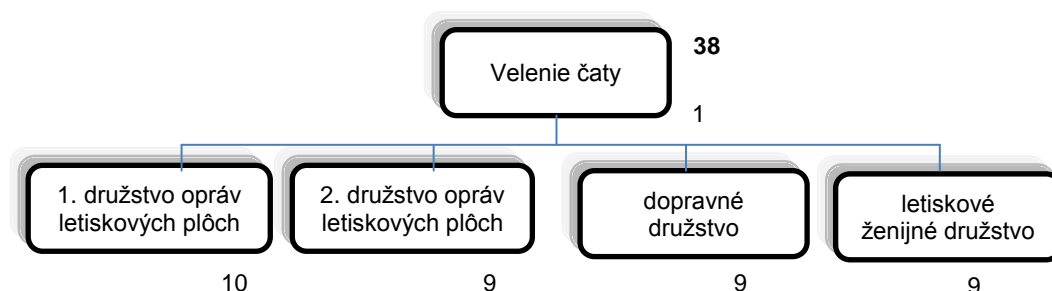 38
Velenie čaty
1
1. družstvo opráv
letiskových plôch
2. družstvo opráv
letiskových plôch
dopravné
družstvo
letiskové
ženijné družstvo
10
9
9
9